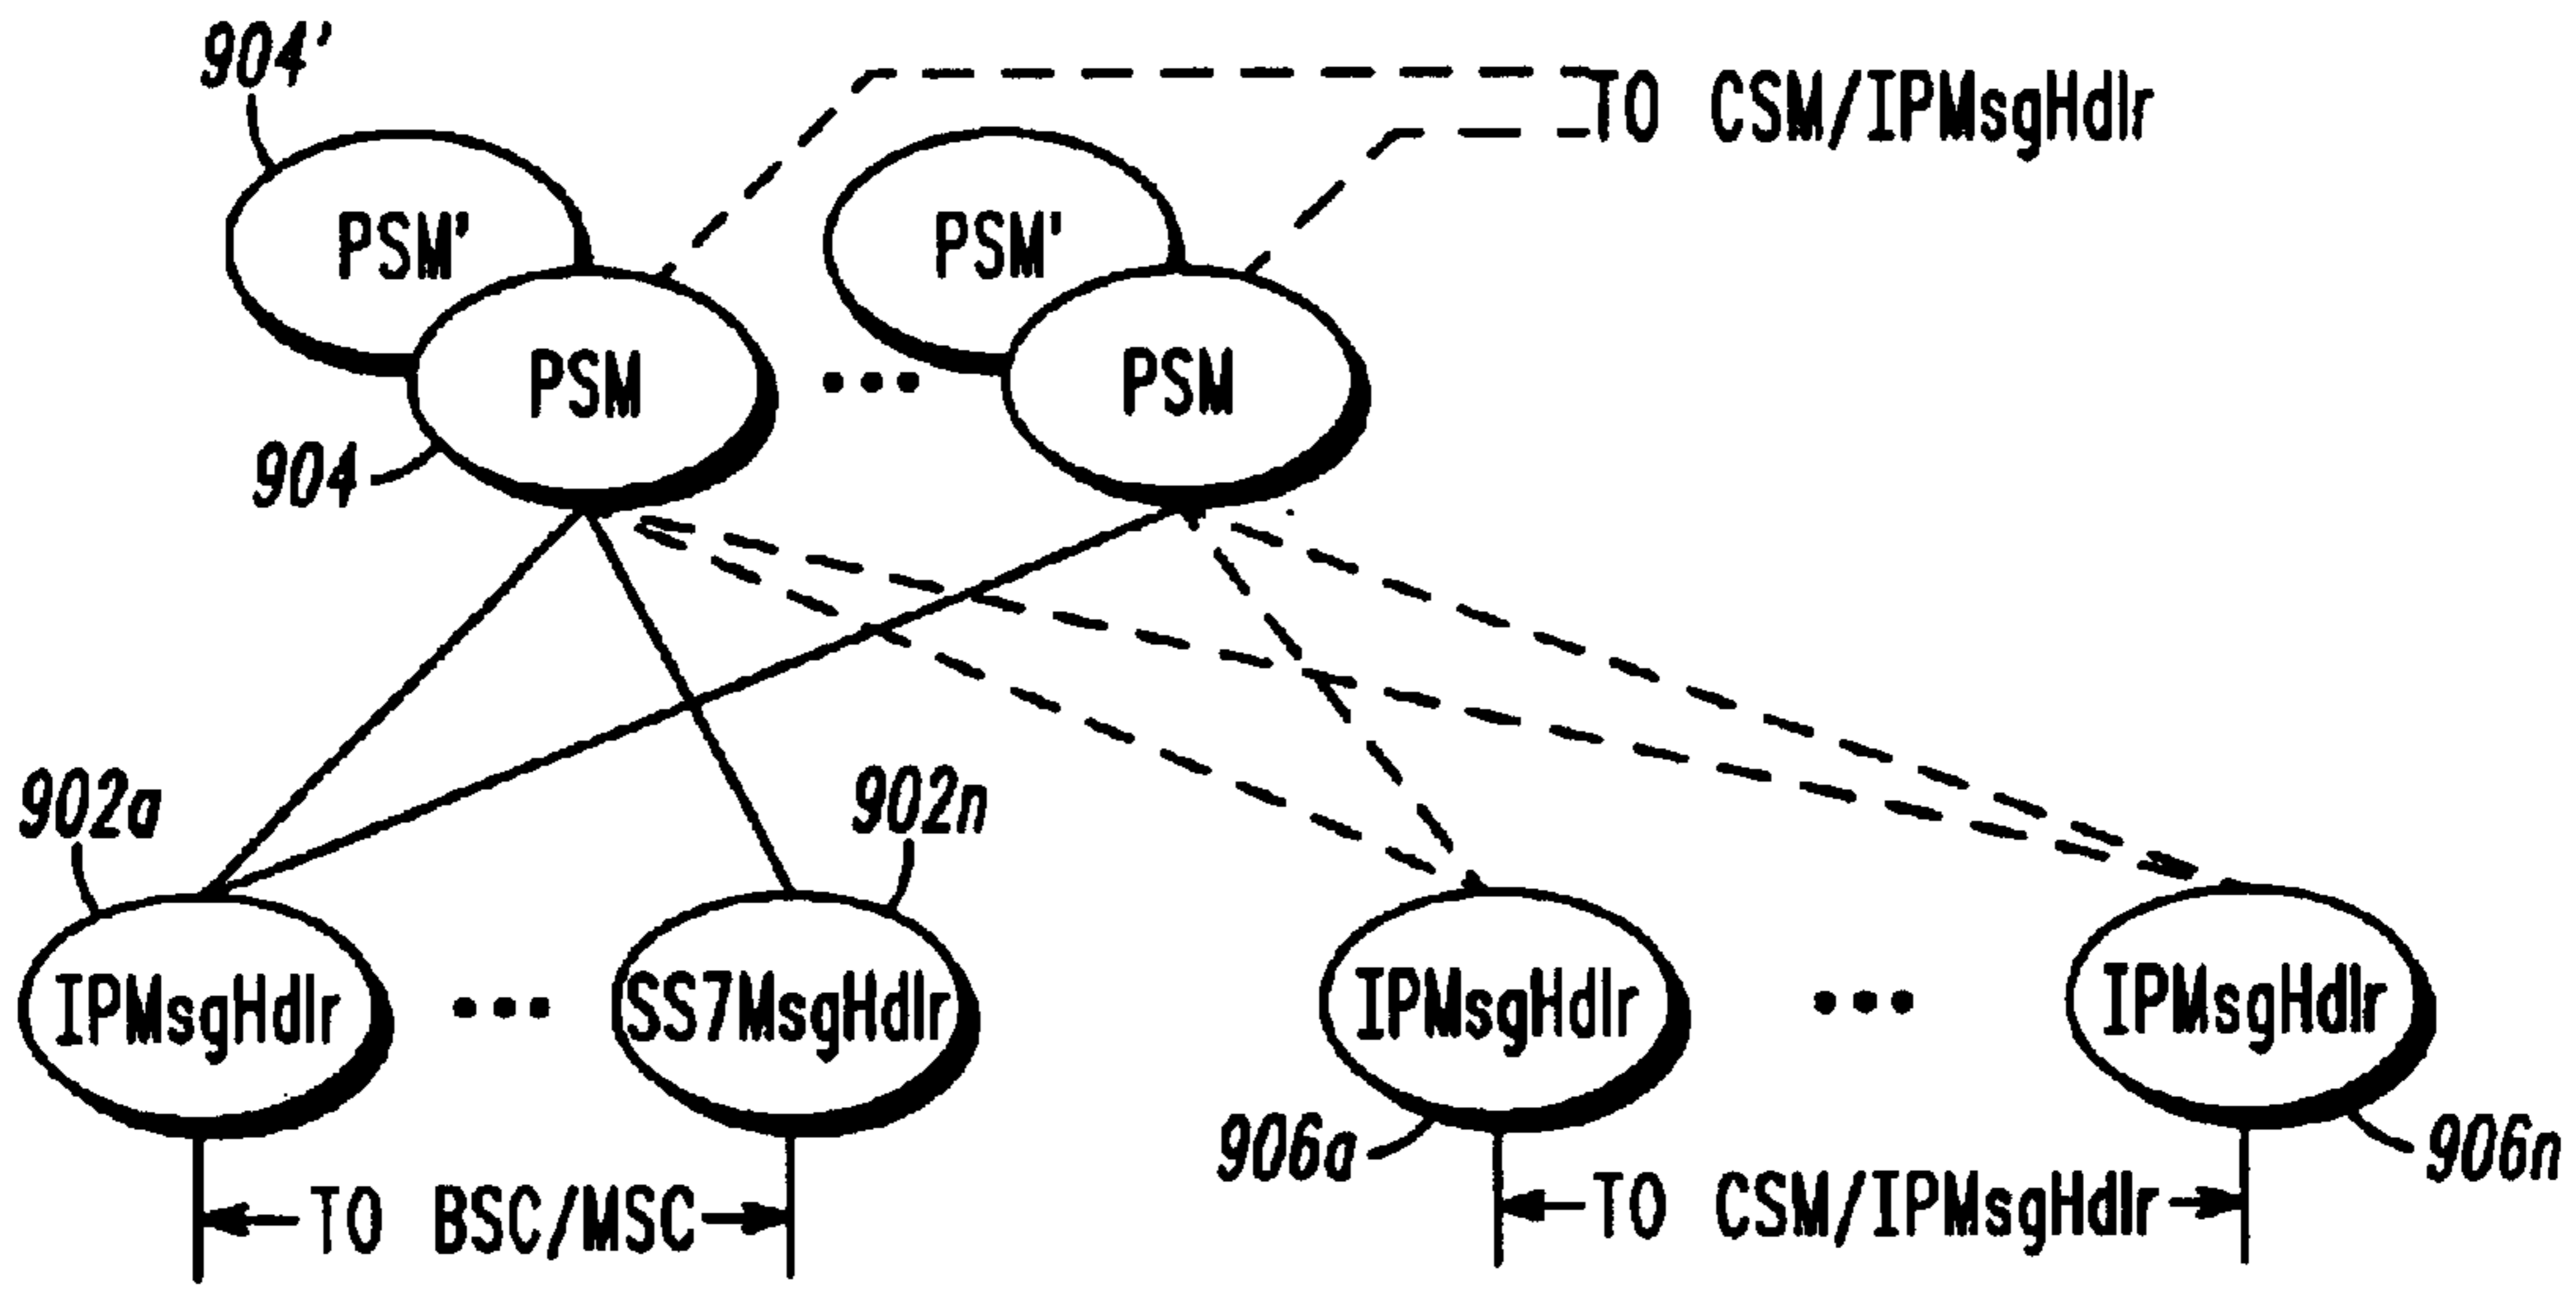 904'
TO CSM/IPMsgHdlr
PSM' PSM'
PSM ••• PSM
904
902a 902n
IPMsgHdlr ••• SS7MsgHdlr IPMsgHdlr ••• IPMsgHdlr
906a 906n
TO BSC/MSC TO CSM/IPMsgHdlr